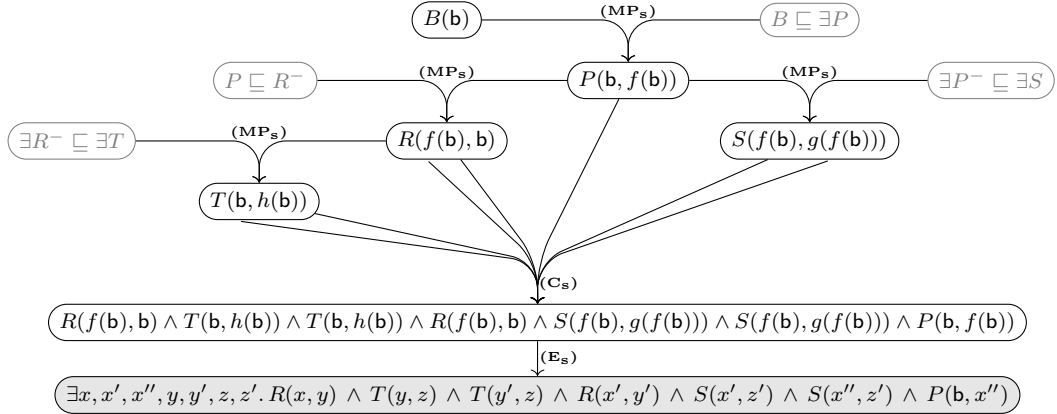 B(b) (MPs) B ⊑ ∃P
P ⊑ R⁻ (MPs) P(b, f(b)) (MPs) ∃P⁻ ⊑ ∃S
∃R⁻ ⊑ ∃T (MPs) R(f(b), b) S(f(b), g(f(b)))
T(b, h(b))
(Cs)
R(f(b), b) ∧ T(b, h(b)) ∧ T(b, h(b)) ∧ R(f(b), b) ∧ S(f(b), g(f(b))) ∧ S(f(b), g(f(b))) ∧ P(b, f(b))
(Es)
∃x, x′, x″, y, y′, z, z′. R(x, y) ∧ T(y, z) ∧ T(y′, z) ∧ R(x′, y′) ∧ S(x′, z′) ∧ S(x″, z′) ∧ P(b, x″)